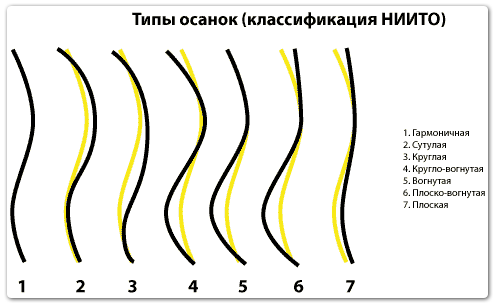 Типы осанок (классификация НИИТО)
1. Гармоничная
2. Сутулая
3. Круглая
4. Кругло-вогнутая
5. Вогнутая
6. Плоско-вогнутая
7. Плоская
1 2 3 4 5 6 7